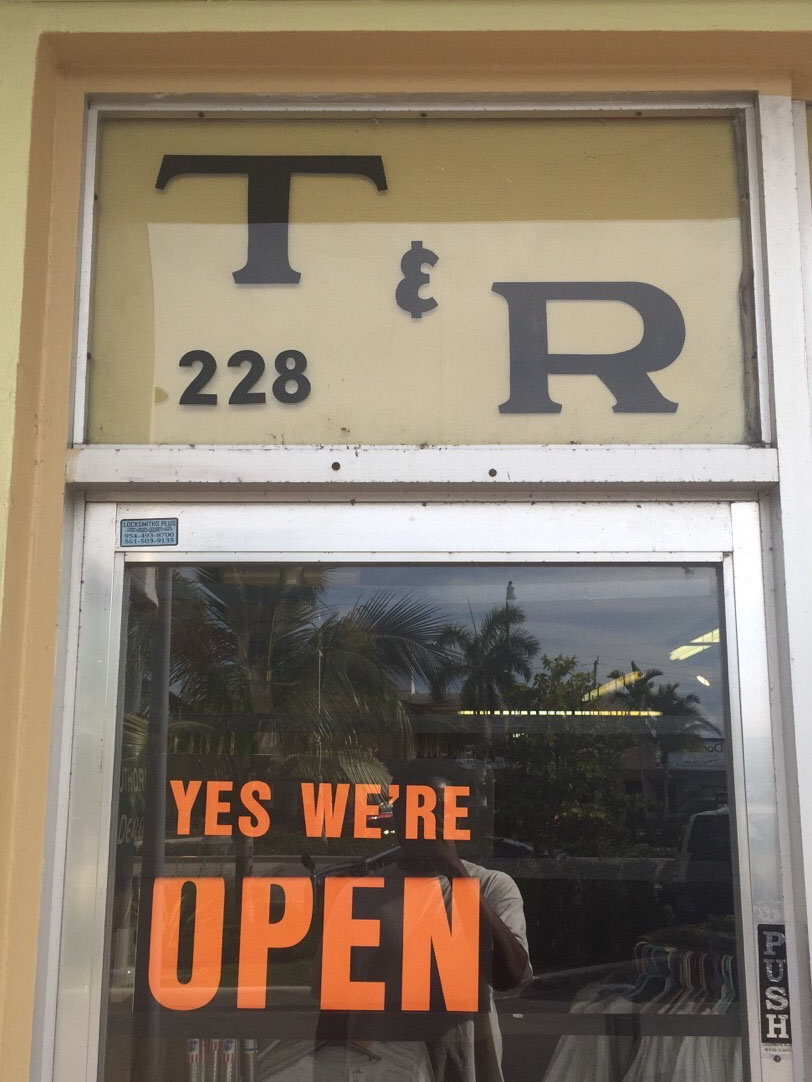 T
&
R
228
LOCKSMITHS PLUS
954-493-8700
561-503-9135
YES WE'RE
OPEN
PUSH